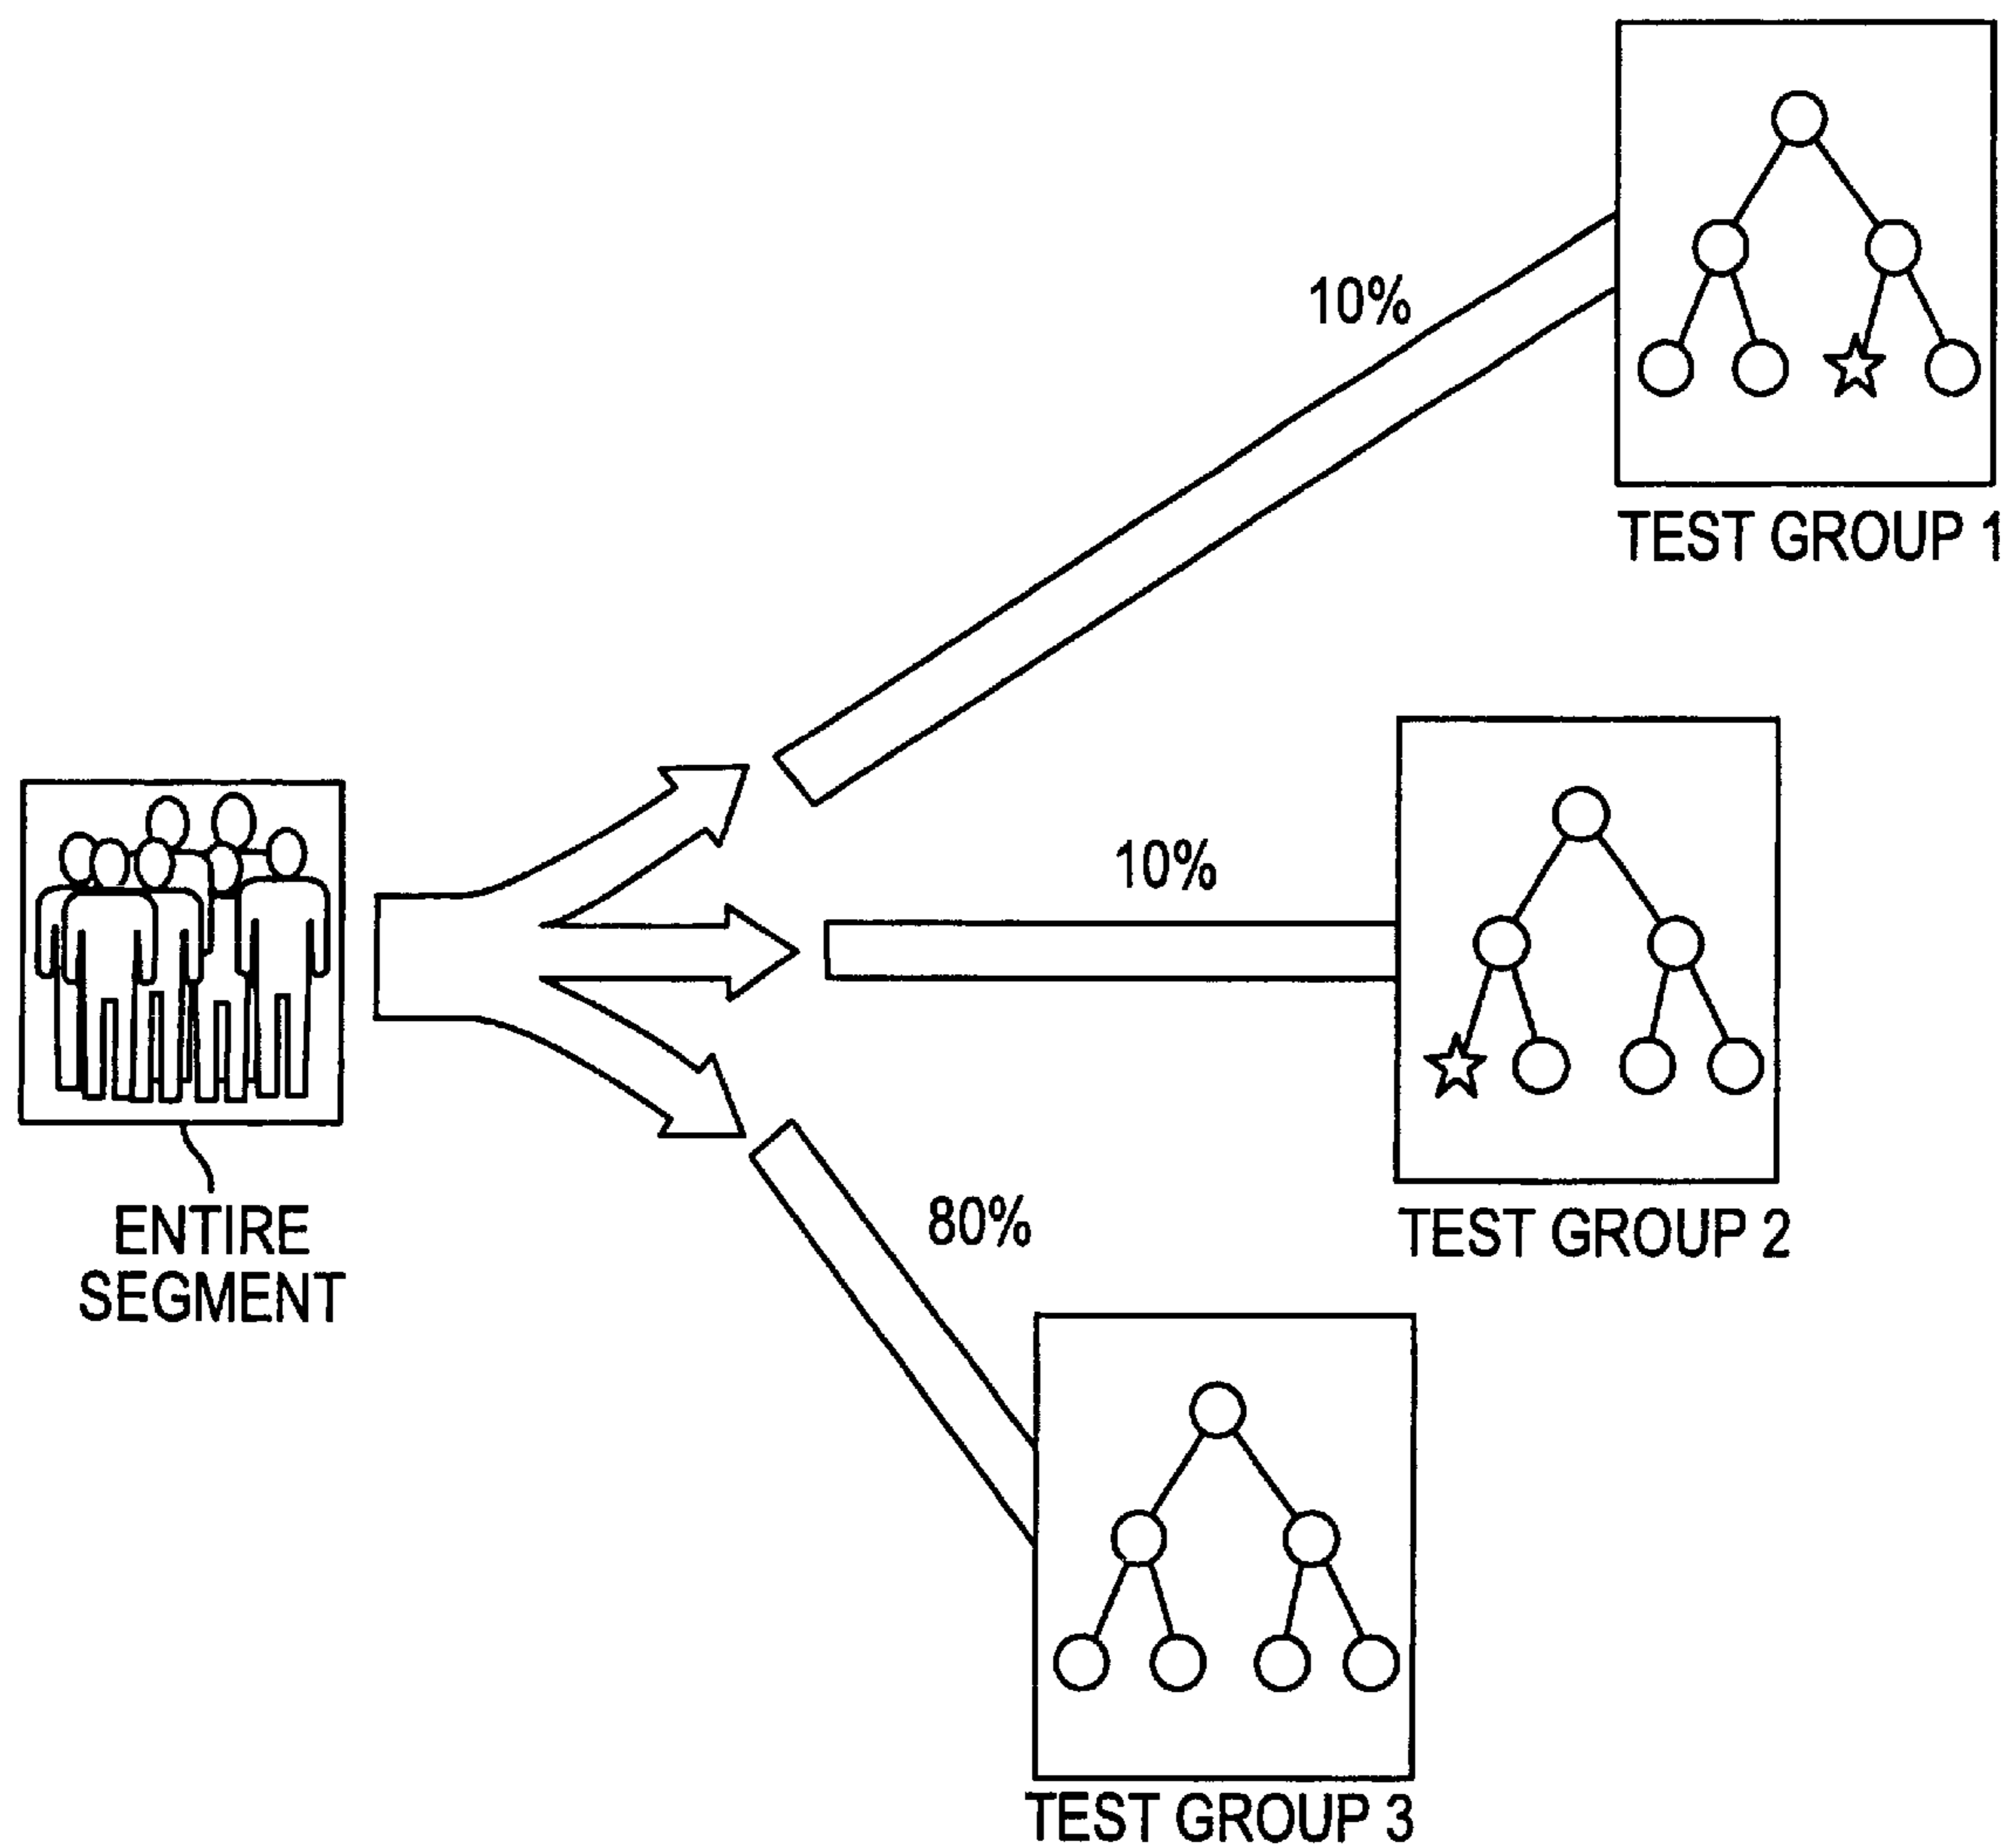 10%
TEST GROUP 1
10%
TEST GROUP 2
ENTIRE
SEGMENT
80%
TEST GROUP 3